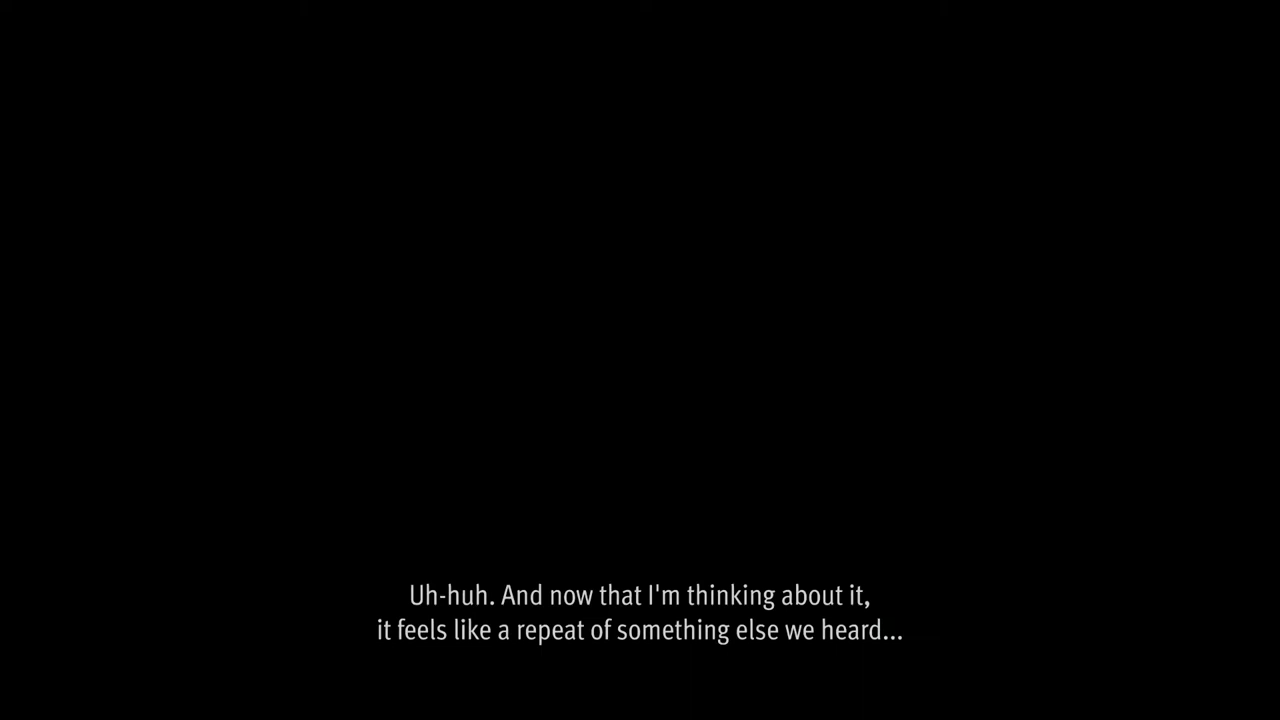 Uh-huh. And now that I'm thinking about it,
it feels like a repeat of something else we heard...